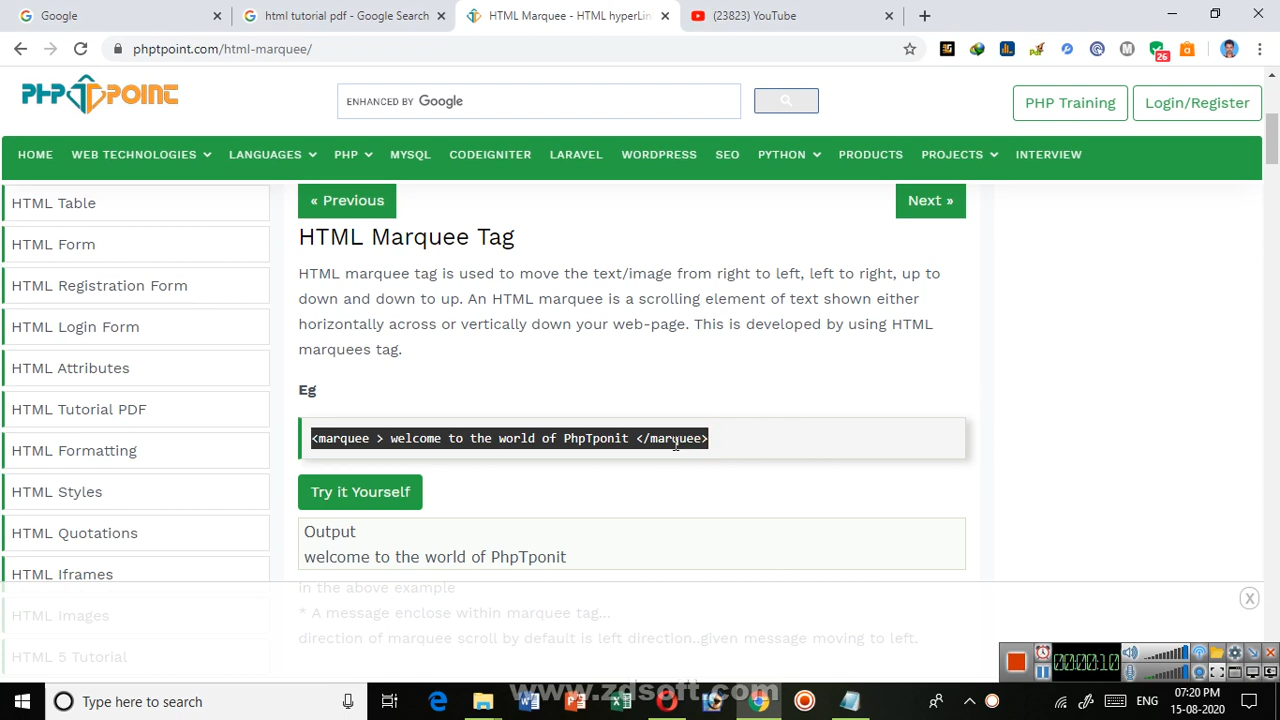 Google
html tutorial pdf - Google Search
HTML Marquee - HTML hyperLin
(23823) YouTube
phptpoint.com/html-marquee/
26
PHPTPOINT
ENHANCED BY Google
PHP Training
Login/Register
HOME
WEB TECHNOLOGIES
LANGUAGES
PHP
MYSQL
CODEIGNITER
LARAVEL
WORDPRESS
SEO
PYTHON
PRODUCTS
PROJECTS
INTERVIEW
HTML Table
HTML Form
HTML Registration Form
HTML Login Form
HTML Attributes
HTML Tutorial PDF
HTML Formatting
HTML Styles
HTML Quotations
HTML Iframes
HTML Images
HTML 5 Tutorial
« Previous
Next »
HTML Marquee Tag
HTML marquee tag is used to move the text/image from right to left, left to right, up to
down and down to up. An HTML marquee is a scrolling element of text shown either
horizontally across or vertically down your web-page. This is developed by using HTML
marquees tag.
Eg
<marquee > welcome to the world of PhpTponit </marquee>
Try it Yourself
Output
welcome to the world of PhpTponit
in the above example
* A message enclose within marquee tag...
direction of marquee scroll by default is left direction..given message moving to left.
X
Type here to search
www.zdsoft.com
ENG
07:20 PM
15-08-2020